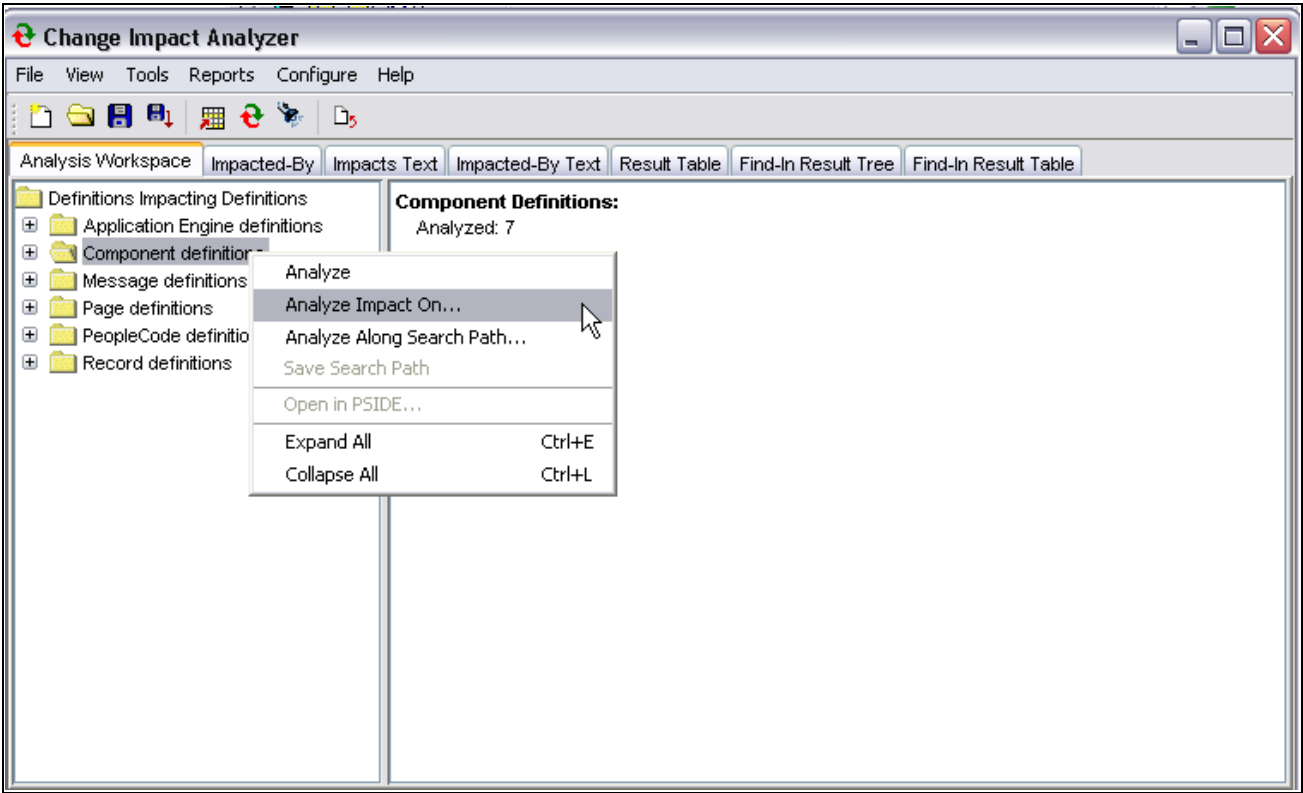 Change Impact Analyzer
File View Tools Reports Configure Help
Analysis Workspace Impacted-By Impacts Text Impacted-By Text Result Table Find-In Result Tree Find-In Result Table
Definitions Impacting Definitions
Application Engine definitions
Component definition
Message definitions
Page definitions
PeopleCode definitio
Record definitions
Component Definitions:
Analyzed: 7
Analyze
Analyze Impact On...
Analyze Along Search Path...
Save Search Path
Open in PSIDE...
Expand All Ctrl+E
Collapse All Ctrl+L